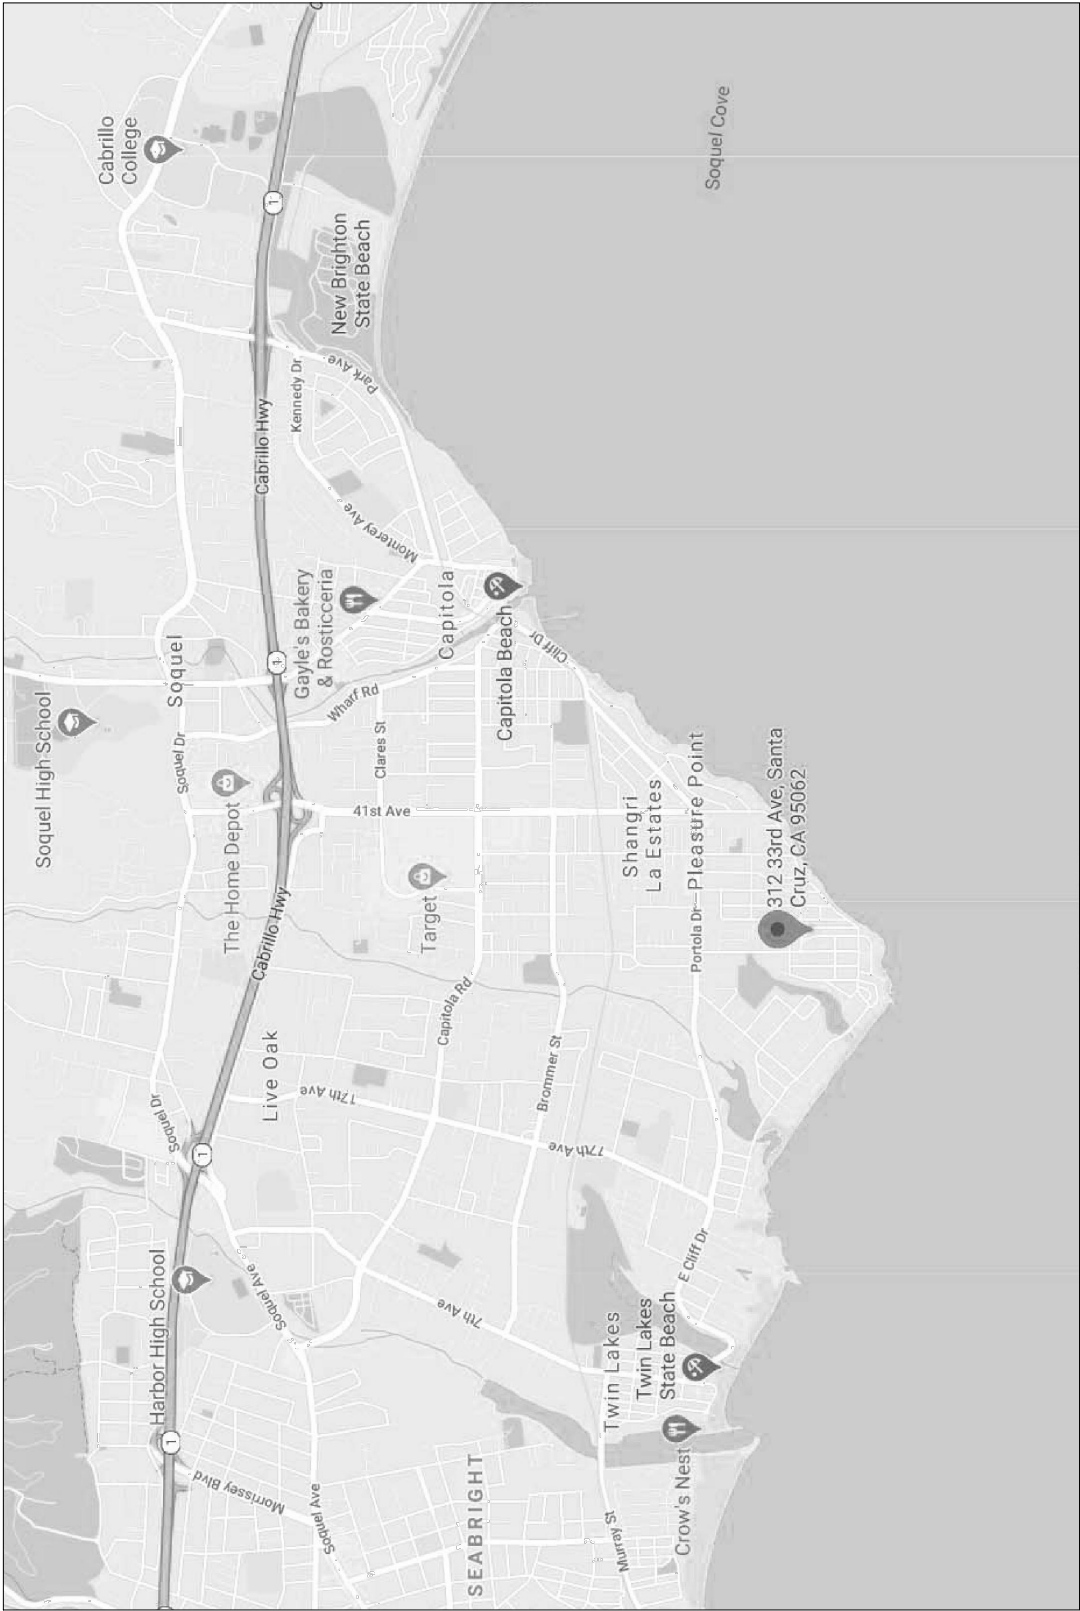 Cabrillo
College
Soquel Cove
1
New Brighton
State Beach
Park Ave
Kennedy Dr
Cabrillo Hwy
Monterey Ave
Gayle's Bakery
& Rosticceria
Capitola
Capitola Beach
Cliff Dr
Soquel
1
Wharf Rd
Soquel High School
Soquel Dr
Clares St
The Home Depot
41st Ave
Target
Shangri
La Estates
Pleasure Point
312 33rd Ave, Santa
Cruz, CA 95062
Portola Dr
Cabrillo Hwy
Capitola Rd
Live Oak
Brommer St
17th Ave
17th Ave
Soquel Dr
1
Harbor High School
Soquel Ave
7th Ave
E Cliff Dr
Twin Lakes
Twin Lakes
State Beach
Crow's Nest
1
Morrissey Blvd
Soquel Ave
SEABRIGHT
Murray St